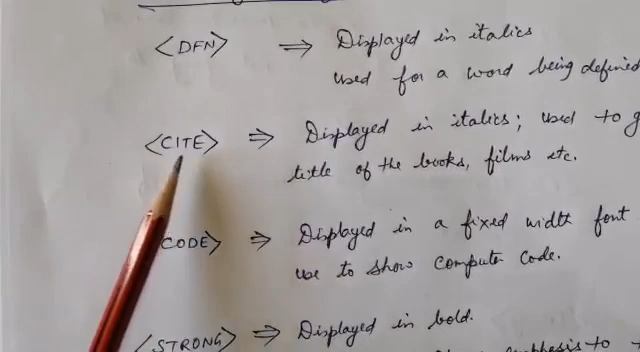 <DFN> ⇒ Displayed in italics
used for a word being defined
<CITE> ⇒ Displayed in italics; used to g
title of the books, films etc.
CODE> ⇒ Displayed in a fixed width font
use to show computer code.
<STRONG> ⇒ Displayed in bold.